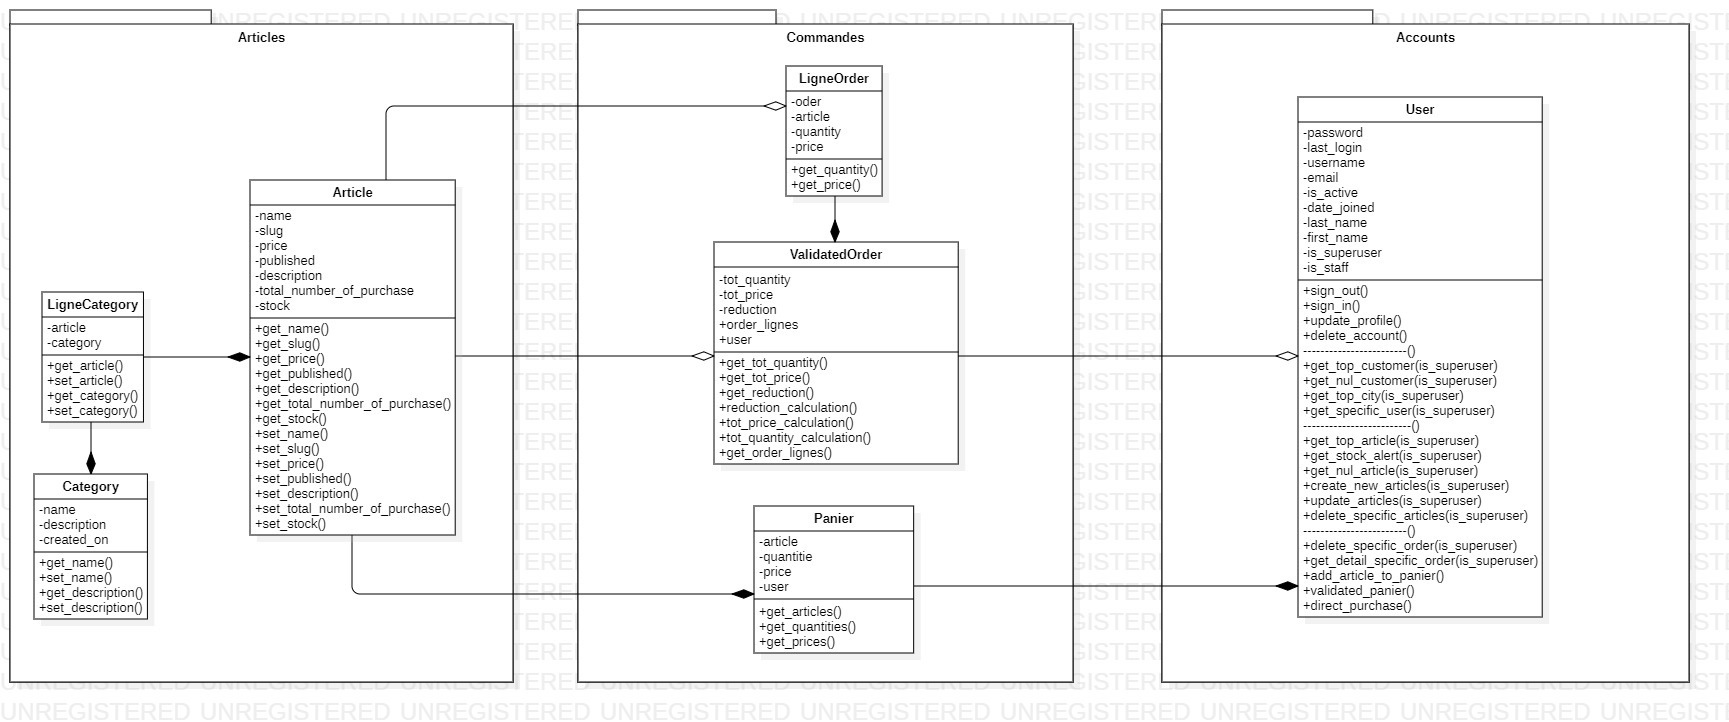 Articles
LigneCategory
-article
-category
+get_article()
+set_article()
+get_category()
+set_category()
Category
-name
-description
-created_on
+get_name()
+set_name()
+get_description()
+set_description()
Article
-name
-slug
-price
-published
-description
-total_number_of_purchase
-stock
+get_name()
+get_slug()
+get_price()
+get_published()
+get_description()
+get_total_number_of_purchase()
+get_stock()
+set_name()
+set_slug()
+set_price()
+set_published()
+set_description()
+set_total_number_of_purchase()
+set_stock()
Commandes
LigneOrder
-oder
-article
-quantity
-price
+get_quantity()
+get_price()
ValidatedOrder
-tot_quantity
-tot_price
-reduction
+order_lignes
+user
+get_tot_quantity()
+get_tot_price()
+get_reduction()
+reduction_calculation()
+tot_price_calculation()
+tot_quantity_calculation()
+get_order_lignes()
Panier
-article
-quantitie
-price
-user
+get_articles()
+get_quantities()
+get_prices()
Accounts
User
-password
-last_login
-username
-email
-is_active
-date_joined
-last_name
-first_name
-is_superuser
-is_staff
+sign_out()
+sign_in()
+update_profile()
+delete_account()
-----------------------()
+get_top_customer(is_superuser)
+get_nul_customer(is_superuser)
+get_top_city(is_superuser)
+get_specific_user(is_superuser)
------------------------()
+get_top_article(is_superuser)
+get_stock_alert(is_superuser)
+get_nul_article(is_superuser)
+create_new_articles(is_superuser)
+update_articles(is_superuser)
+delete_specific_articles(is_superuser)
-----------------------()
+delete_specific_order(is_superuser)
+get_detail_specific_order(is_superuser)
+add_article_to_panier()
+validated_panier()
+direct_purchase()
UNREGISTERED UNREGISTERED UNREGISTERED UNREGISTERED UNREGISTERED UNREGISTERED UNREGISTERED UNREGISTERED